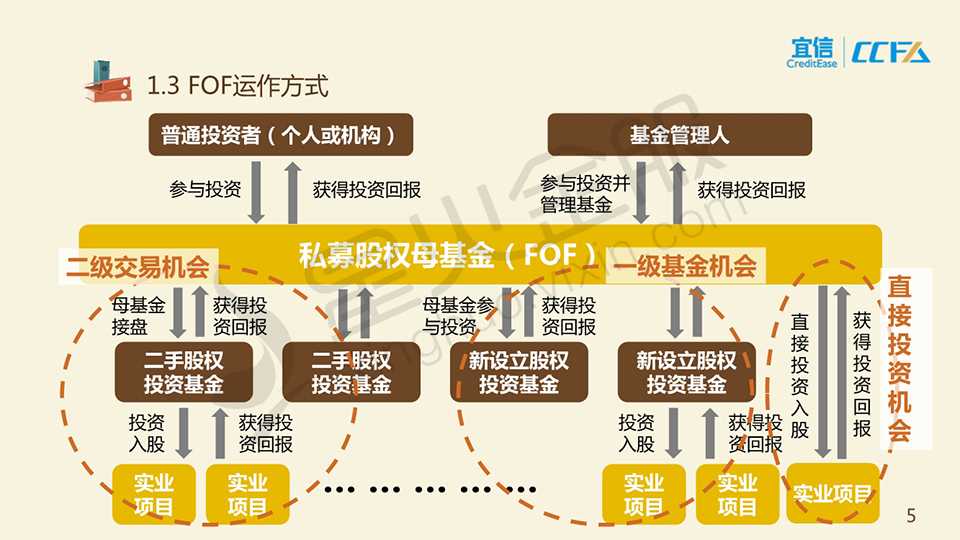 宜信
CreditEase
CCFA
1.3 FOF运作方式
普通投资者（个人或机构）
基金管理人
参与投资
获得投资回报
参与投资并
管理基金
获得投资回报
私募股权母基金（FOF）
二级交易机会
一级基金机会
直接投资机会
母基金
接盘
获得投
资回报
母基金参
与投资
获得投
资回报
直接投资入股
获得投资回报
二手股权
投资基金
二手股权
投资基金
新设立股权
投资基金
新设立股权
投资基金
投资
入股
获得投
资回报
投资
入股
获得投
资回报
实业
项目
实业
项目
… … … … … …
实业
项目
实业
项目
实业项目
5